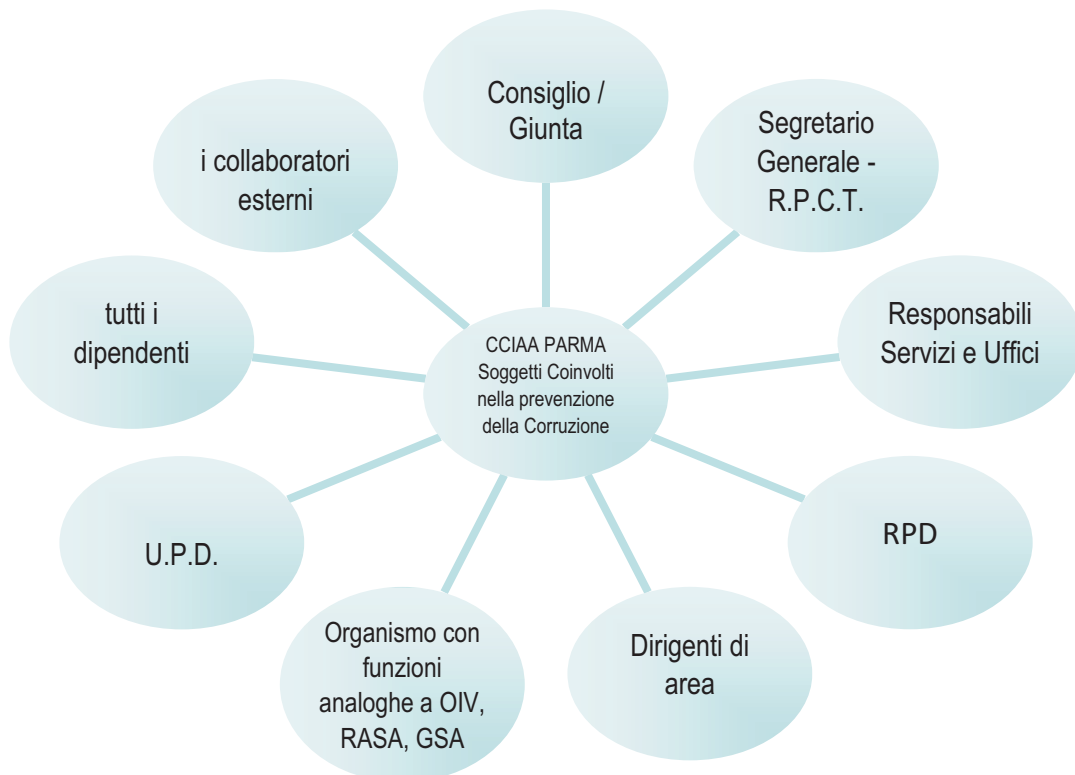 Consiglio /
Giunta
Segretario
Generale -
R.P.C.T.
Responsabili
Servizi e Uffici
RPD
Dirigenti di
area
Organismo con
funzioni
analoghe a OIV,
RASA, GSA
U.P.D.
tutti i
dipendenti
i collaboratori
esterni
CCIAA PARMA
Soggetti Coinvolti
nella prevenzione
della Corruzione